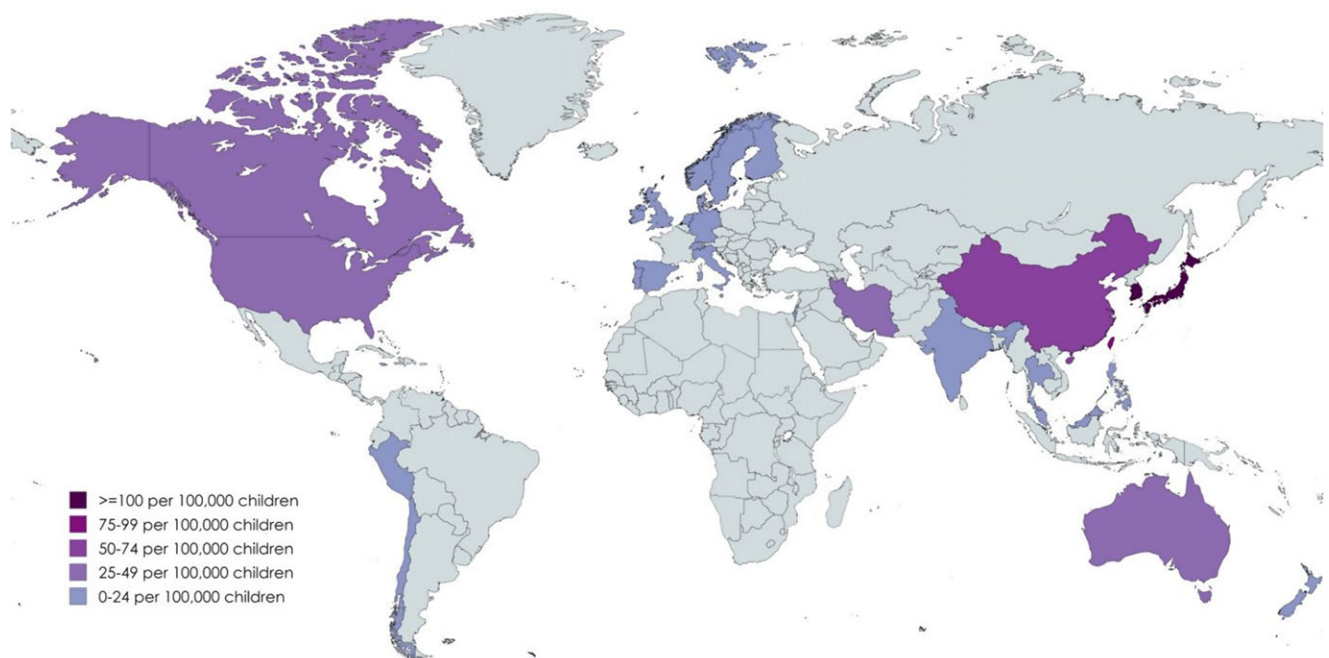 >=100 per 100,000 children
75-99 per 100,000 children
50-74 per 100,000 children
25-49 per 100,000 children
0-24 per 100,000 children